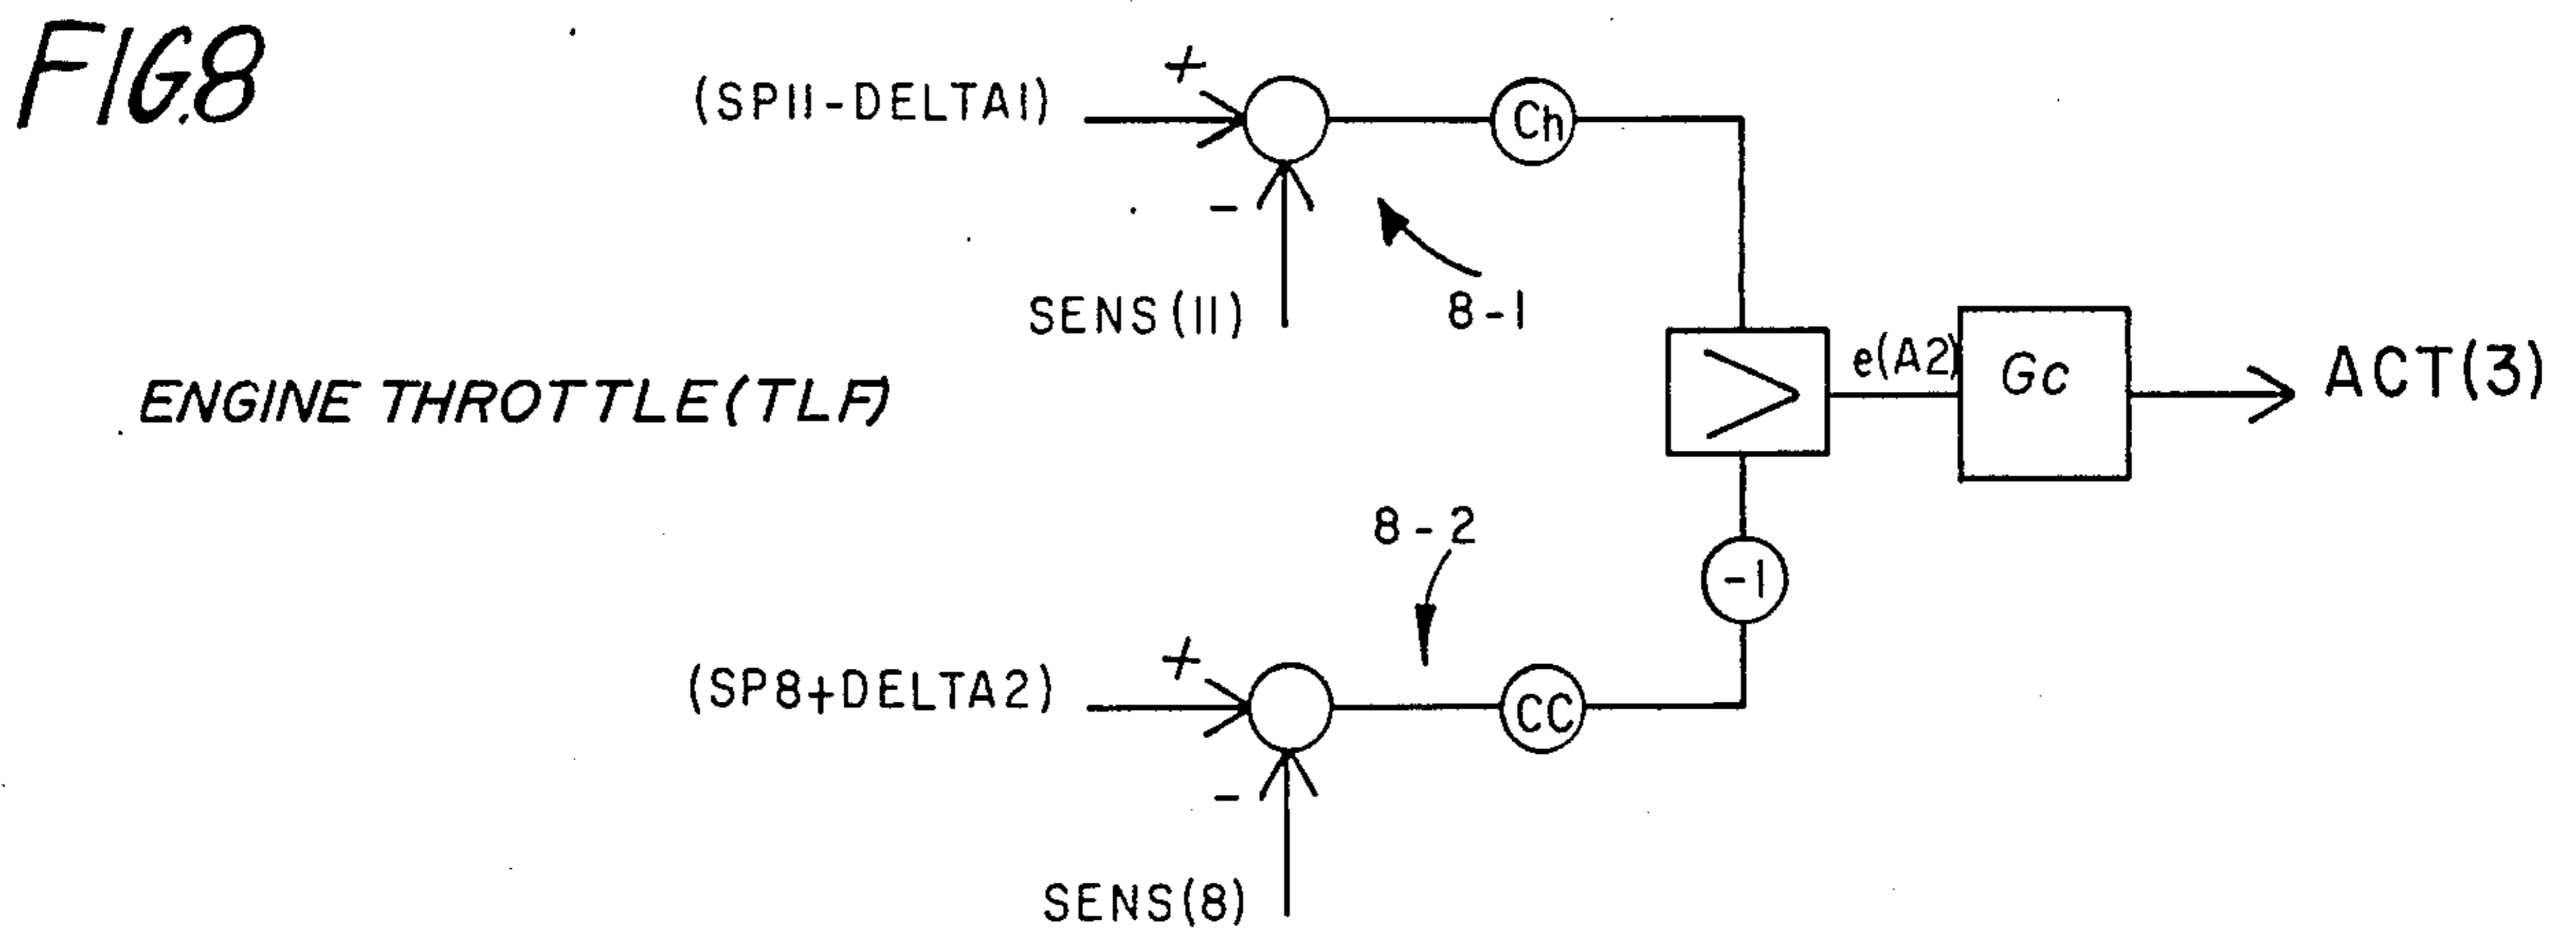 FIG.8
(SP11-DELTA1)
+
-
SENS(11)
Ch
8-1
ENGINE THROTTLE(TLF)
>
e(A2)
Gc
ACT(3)
8-2
-1
(SP8+DELTA2)
+
-
CC
SENS(8)